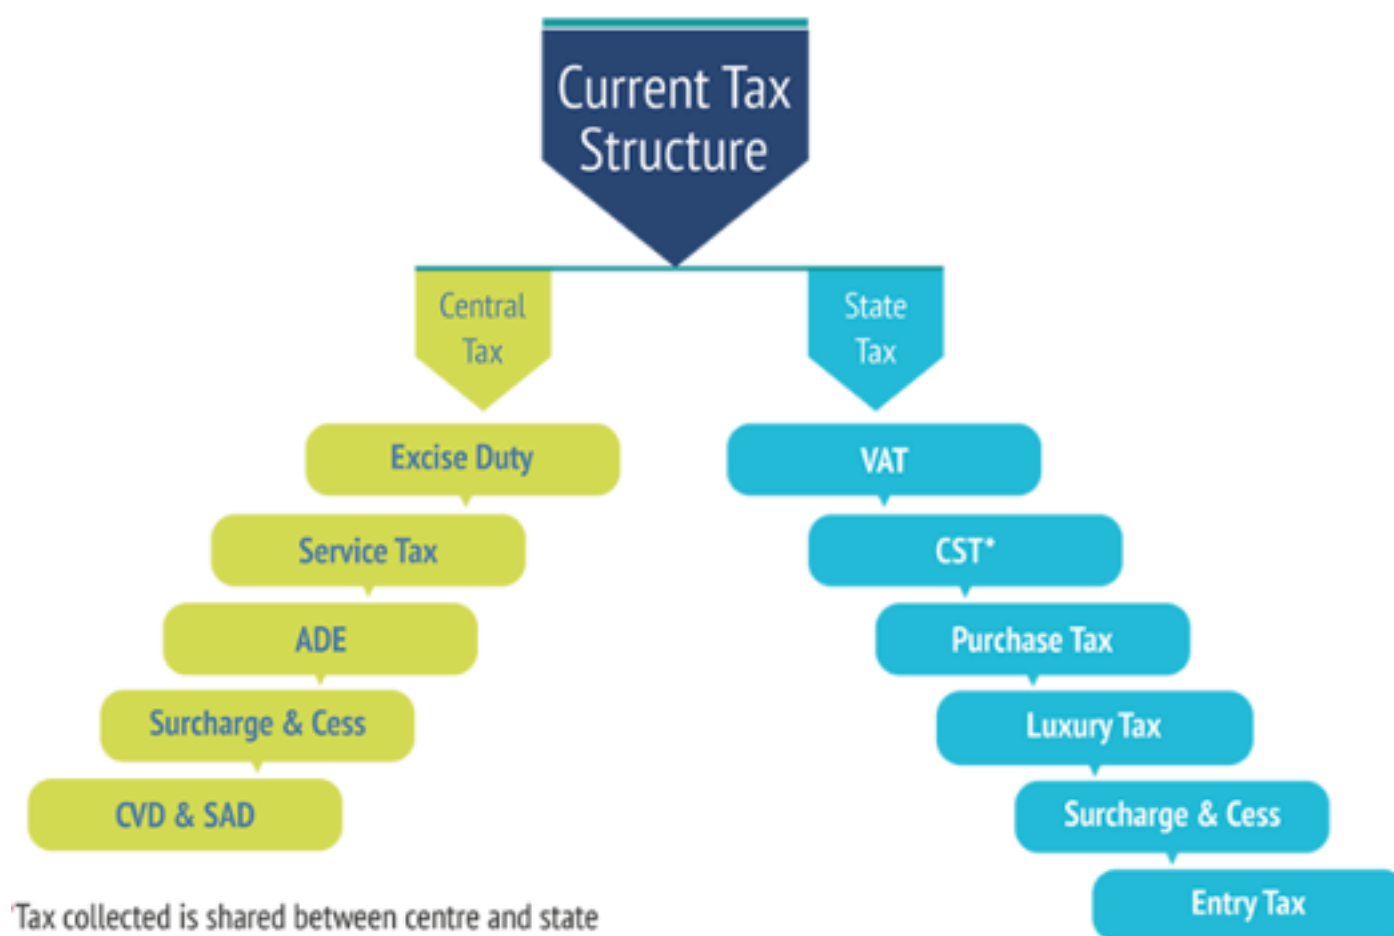 Current Tax
Structure
Central
Tax
Excise Duty
Service Tax
ADE
Surcharge & Cess
CVD & SAD
State
Tax
VAT
CST*
Purchase Tax
Luxury Tax
Surcharge & Cess
Entry Tax
*Tax collected is shared between centre and state